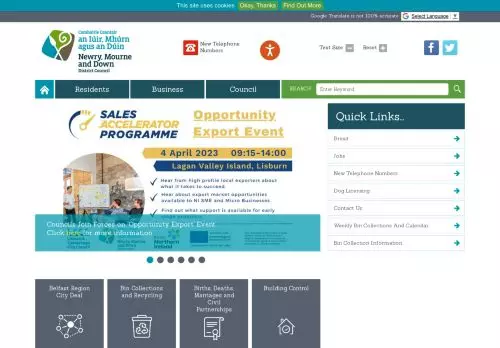 This site uses cookies Okay, Thanks Find Out More
Google Translate is not 100% accurate Select Language
Comhairle Ceantair
an Iúir, Mhúrn
agus an Dúin
Newry, Mourne
and Down
District Council
New Telephone
Numbers
Text Size
Reset
Residents
Business
Council
SEARCH
Enter Keyword
SALES
ACCELERATOR
PROGRAMME
Opportunity
Export Event
4 April 2023 09:15-14:00
Lagan Valley Island, Lisburn
Hear from high profile local exporters about
what it takes to succeed
Hear about export market opportunities
available to NI SME and Micro Businesses
Find out what support is available for early
Councils Join Forces on Opportunity Export Event
Click here for more information
Northern
Ireland
Quick Links..
Jobs
New Telephone Numbers
Dog Licensing
Contact Us
Weekly Bin Collections And Calendar
Bin Collection Information
Belfast Region
City Deal
Bin Collections
and Recycling
Births, Deaths,
Marriages and
Civil
Partnerships
Building Control